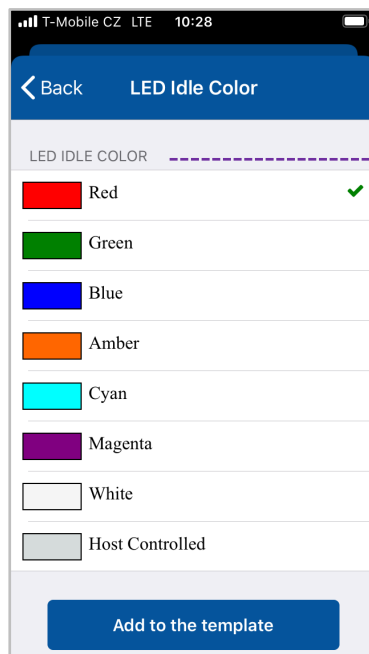 T-Mobile CZ LTE 10:28
Back LED Idle Color
LED IDLE COLOR
Red
Green
Blue
Amber
Cyan
Magenta
White
Host Controlled
Add to the template